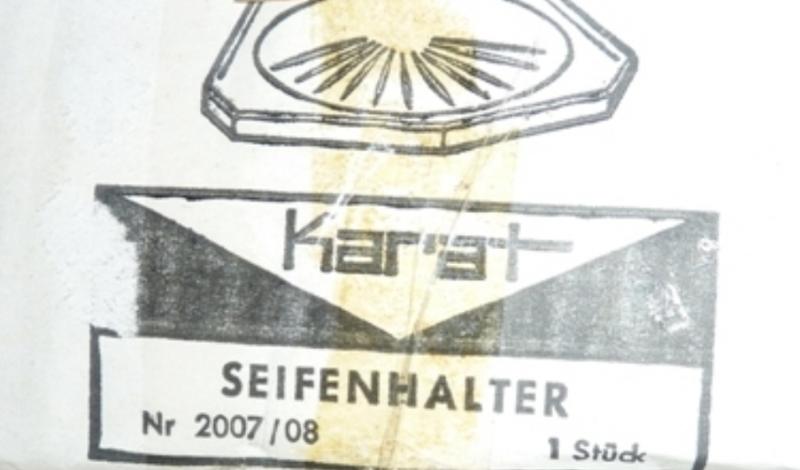 Karat
SEIFENHALTER
Nr 2007/08
1 Stück